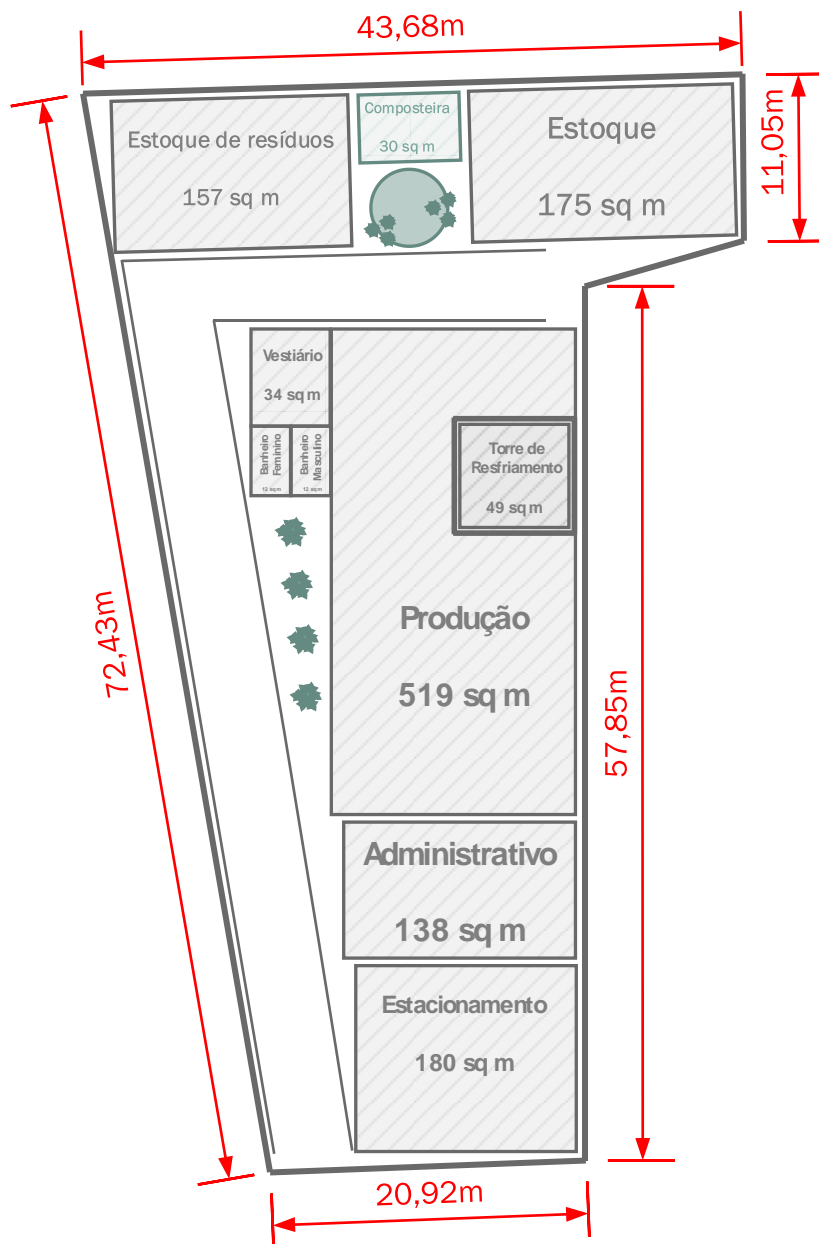 43,68m
Estoque de resíduos
157 sq m
Composteira
30 sq m
Estoque
175 sq m
11,05m
Vestiário
34 sq m
Banheiro
Feminino
12 sq m
Banheiro
Masculino
12 sq m
Torre de
Resfriamento
49 sq m
Produção
519 sq m
72,43m
57,85m
Administrativo
138 sq m
Estacionamento
180 sq m
20,92m